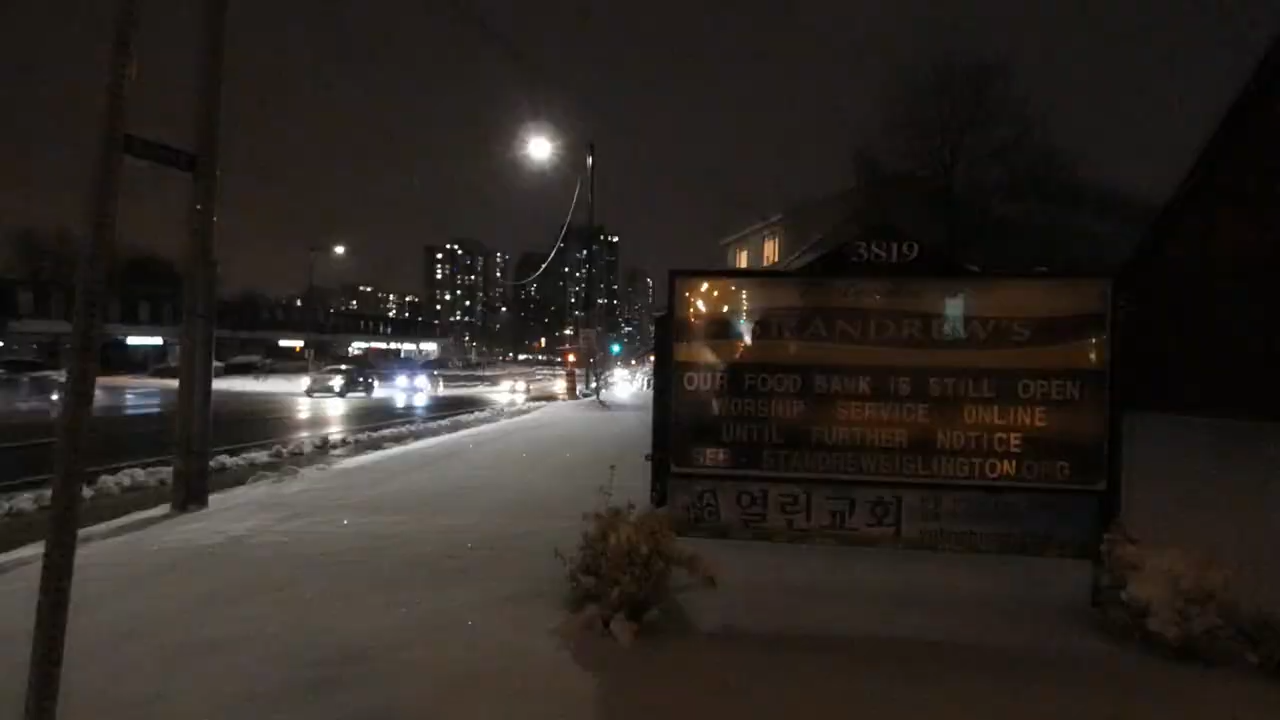 3819
ST. ANDREW'S
OUR FOOD BANK IS STILL OPEN
WORSHIP SERVICE ONLINE
UNTIL FURTHER NOTICE
SEE STANDREWSISLINGTON.ORG
열린교회